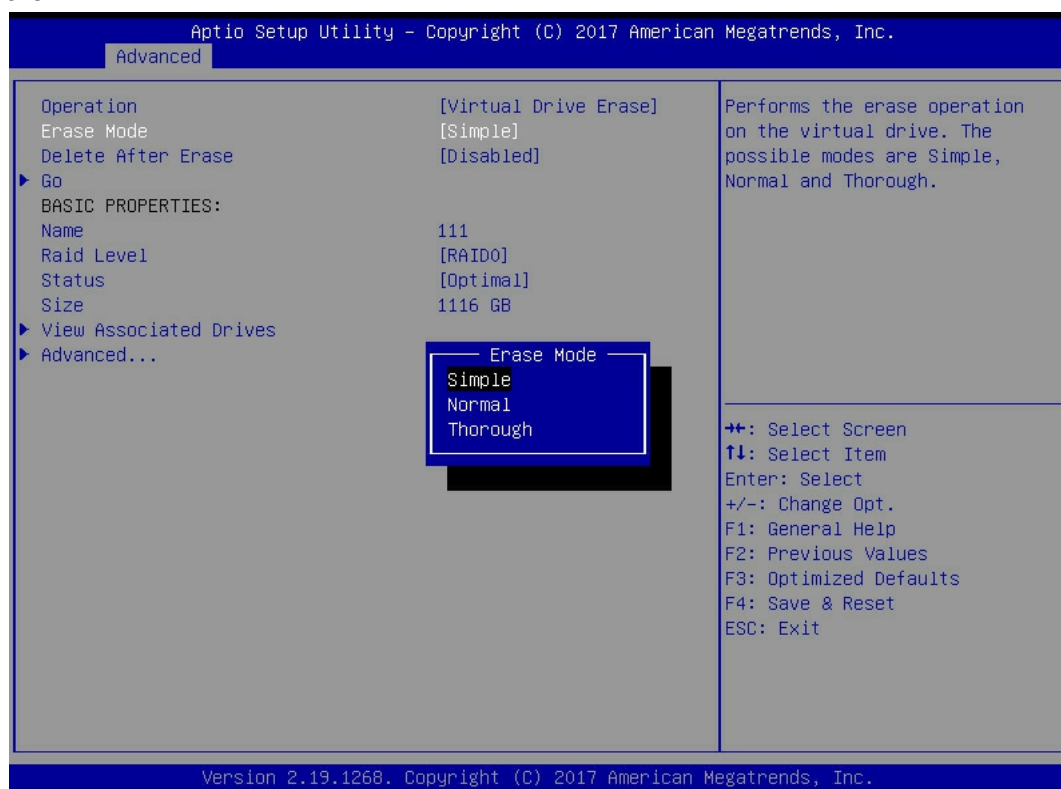 Aptio Setup Utility – Copyright (C) 2017 American Megatrends, Inc.
Advanced
Operation [Virtual Drive Erase]
Erase Mode [Simple]
Delete After Erase [Disabled]
Go
BASIC PROPERTIES:
Name 111
Raid Level [RAID0]
Status [Optimal]
Size 1116 GB
View Associated Drives
Advanced...
Erase Mode
Simple
Normal
Thorough
Performs the erase operation
on the virtual drive. The
possible modes are Simple,
Normal and Thorough.
→←: Select Screen
↑↓: Select Item
Enter: Select
+/-: Change Opt.
F1: General Help
F2: Previous Values
F3: Optimized Defaults
F4: Save & Reset
ESC: Exit
Version 2.19.1268. Copyright (C) 2017 American Megatrends, Inc.